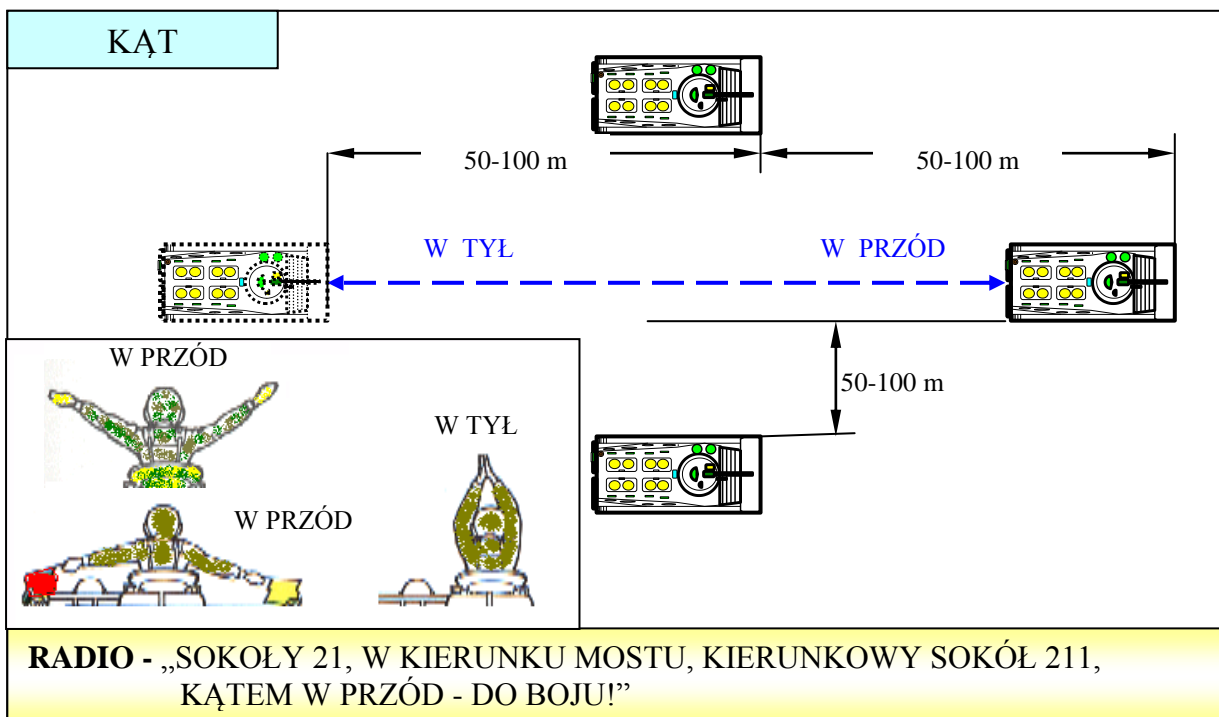 KĄT
50-100 m
50-100 m
W TYŁ
W PRZÓD
50-100 m
W PRZÓD
W TYŁ
W PRZÓD
RADIO - „SOKOŁY 21, W KIERUNKU MOSTU, KIERUNKOWY SOKÓŁ 211,
KĄTEM W PRZÓD - DO BOJU!”